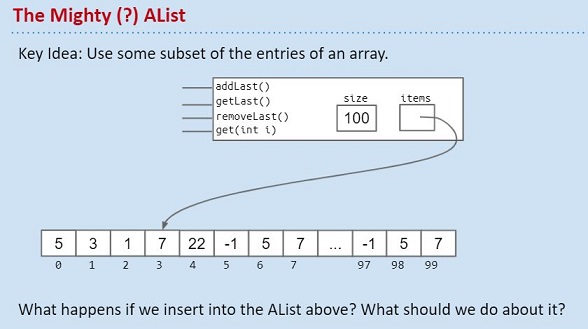 The Mighty (?) AList
Key Idea: Use some subset of the entries of an array.
addLast()
getLast()
removeLast()
get(int i)
size
items
100
5 3 1 7 22 -1 5 7 ... -1 5 7
0 1 2 3 4 5 6 7 97 98 99
What happens if we insert into the AList above? What should we do about it?